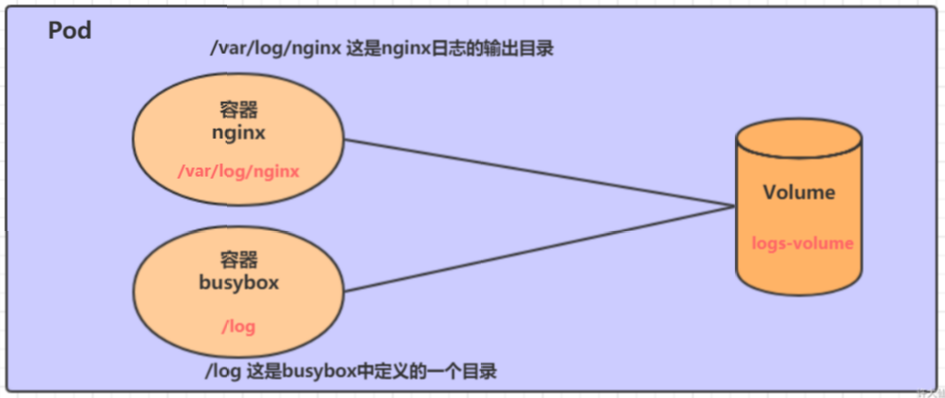 Pod
/var/log/nginx 这是nginx日志的输出目录
容器
nginx
/var/log/nginx
Volume
logs-volume
容器
busybox
/log
/log 这是busybox中定义的一个目录